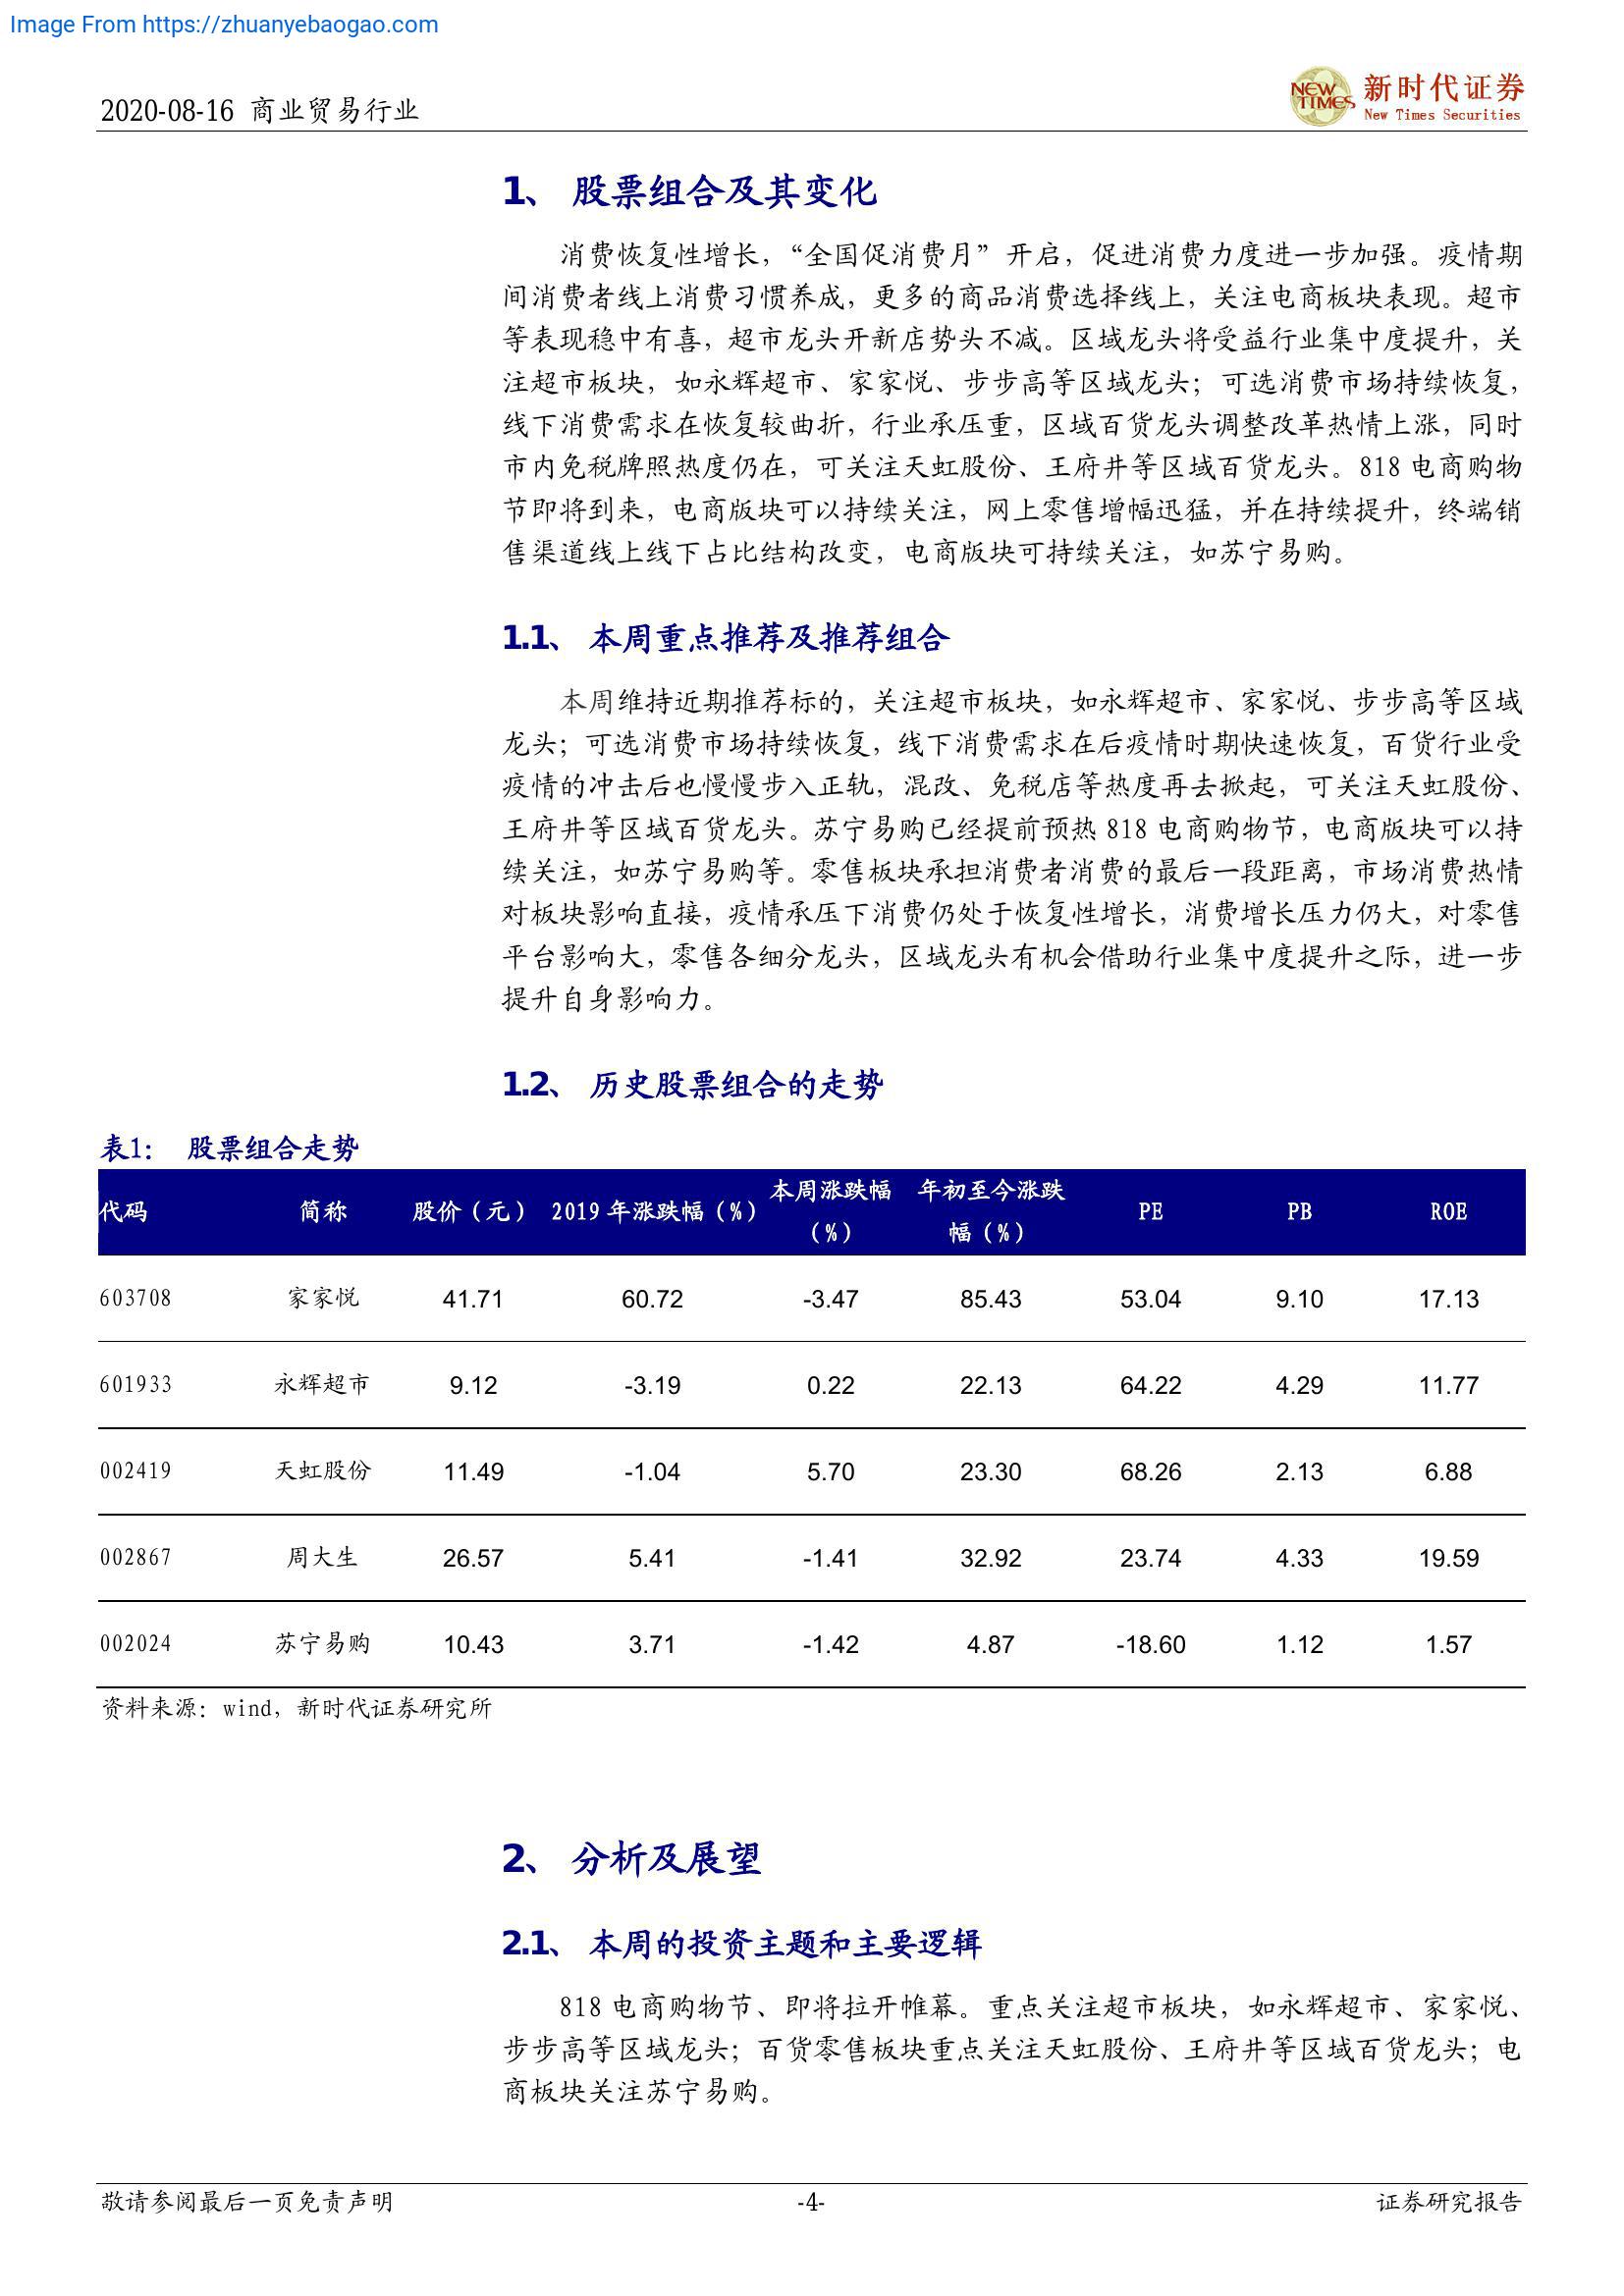 Image From https://zhuanyebaogao.com
2020-08-16 商业贸易行业
NEW TIMES
新时代证券
New Times Securities
1、 股票组合及其变化
消费恢复性增长，“全国促消费月”开启，促进消费力度进一步加强。疫情期
间消费者线上消费习惯养成，更多的商品消费选择线上，关注电商板块表现。超市
等表现稳中有喜，超市龙头开新店势头不减。区域龙头将受益行业集中度提升，关
注超市板块，如永辉超市、家家悦、步步高等区域龙头；可选消费市场持续恢复，
线下消费需求在恢复较曲折，行业承压重，区域百货龙头调整改革热情上涨，同时
市内免税牌照热度仍在，可关注天虹股份、王府井等区域百货龙头。818 电商购物
节即将到来，电商版块可以持续关注，网上零售增幅迅猛，并在持续提升，终端销
售渠道线上线下占比结构改变，电商版块可持续关注，如苏宁易购。
1.1、 本周重点推荐及推荐组合
本周维持近期推荐标的，关注超市板块，如永辉超市、家家悦、步步高等区域
龙头；可选消费市场持续恢复，线下消费需求在后疫情时期快速恢复，百货行业受
疫情的冲击后也慢慢步入正轨，混改、免税店等热度再去掀起，可关注天虹股份、
王府井等区域百货龙头。苏宁易购已经提前预热 818 电商购物节，电商版块可以持
续关注，如苏宁易购等。零售板块承担消费者消费的最后一段距离，市场消费热情
对板块影响直接，疫情承压下消费仍处于恢复性增长，消费增长压力仍大，对零售
平台影响大，零售各细分龙头，区域龙头有机会借助行业集中度提升之际，进一步
提升自身影响力。
1.2、 历史股票组合的走势
表1： 股票组合走势
代码 简称 股价（元） 2019 年涨跌幅（%） 本周涨跌幅（%） 年初至今涨跌幅（%） PE PB ROE
603708 家家悦 41.71 60.72 -3.47 85.43 53.04 9.10 17.13
601933 永辉超市 9.12 -3.19 0.22 22.13 64.22 4.29 11.77
002419 天虹股份 11.49 -1.04 5.70 23.30 68.26 2.13 6.88
002867 周大生 26.57 5.41 -1.41 32.92 23.74 4.33 19.59
002024 苏宁易购 10.43 3.71 -1.42 4.87 -18.60 1.12 1.57
资料来源：wind，新时代证券研究所
2、 分析及展望
2.1、 本周的投资主题和主要逻辑
818 电商购物节、即将拉开帷幕。重点关注超市板块，如永辉超市、家家悦、
步步高等区域龙头；百货零售板块重点关注天虹股份、王府井等区域百货龙头；电
商板块关注苏宁易购。
敬请参阅最后一页免责声明 -4- 证券研究报告